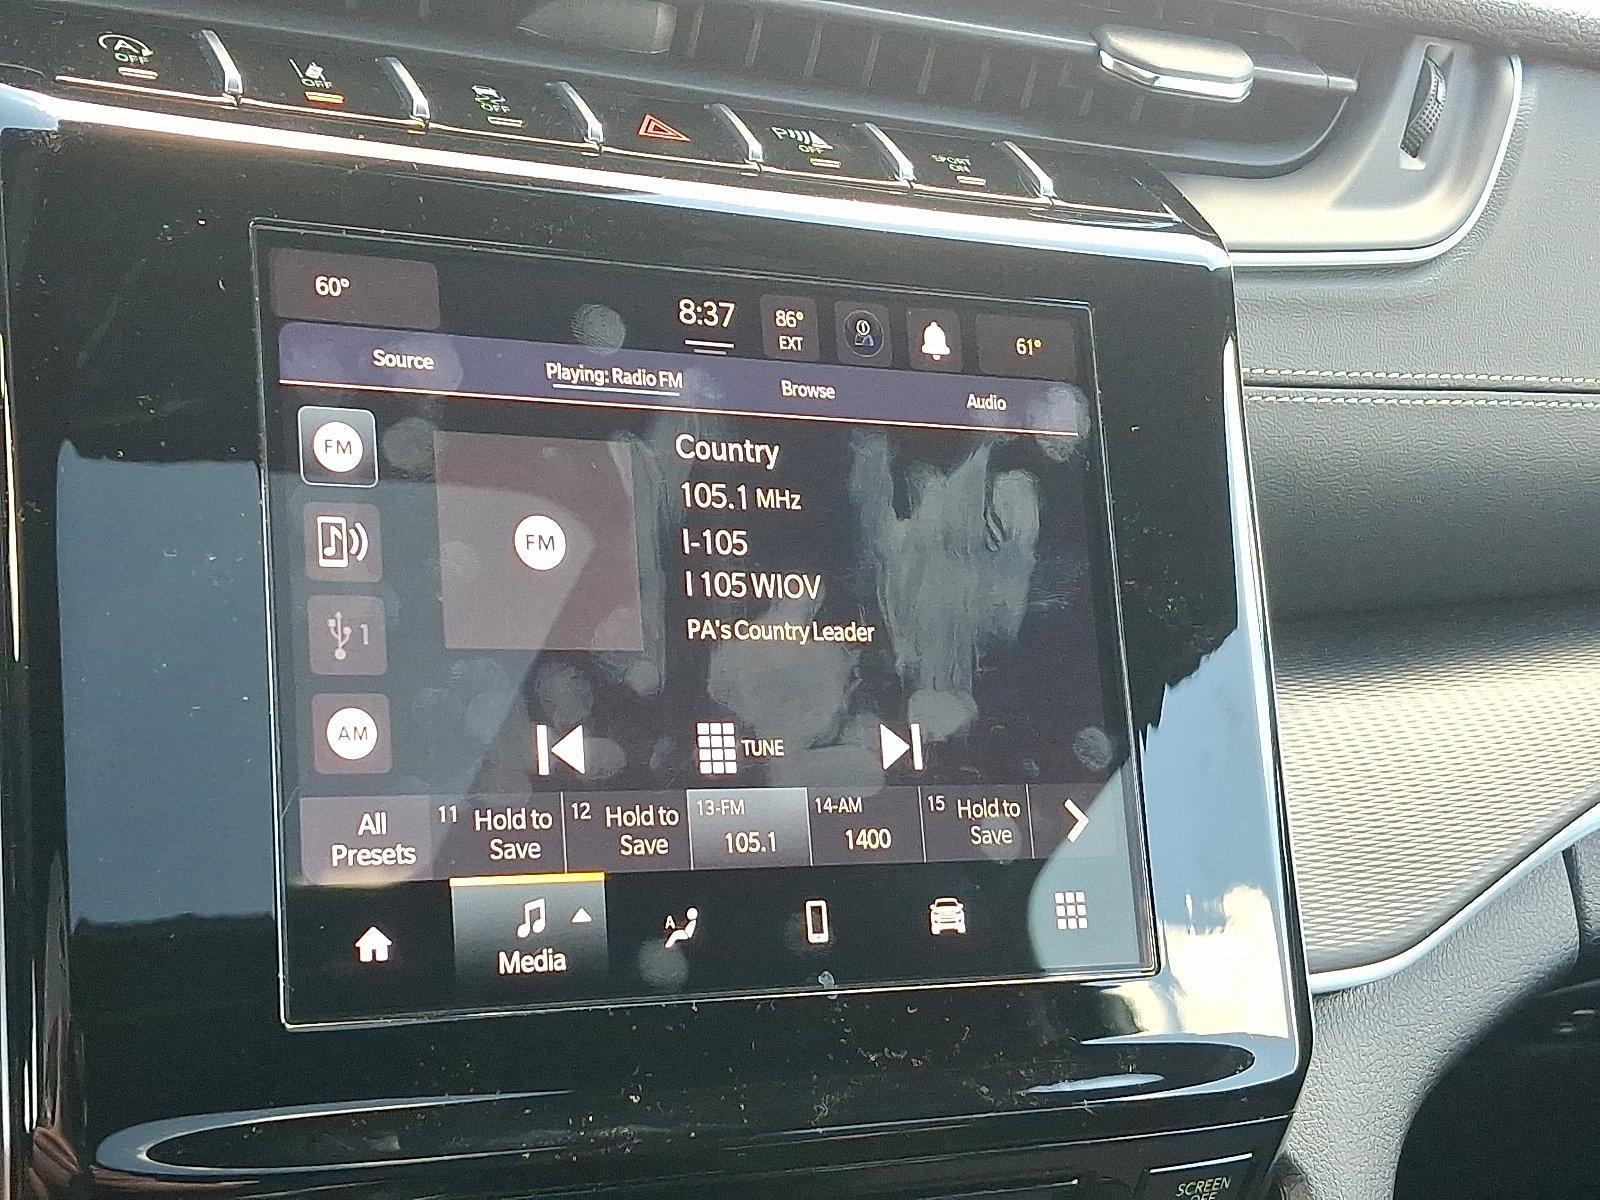 A
OFF
OFF
OFF
P
OFF
SPORT
ON
60°
8:37
86°
EXT
61°
Source
Playing: Radio FM
Browse
Audio
FM
FM
1
AM
Country
105.1 MHz
I-105
I 105 WIOV
PA's Country Leader
TUNE
All
Presets
11 Hold to
Save
12 Hold to
Save
13-FM
105.1
14-AM
1400
15 Hold to
Save
Media
A
SCREEN
OFF